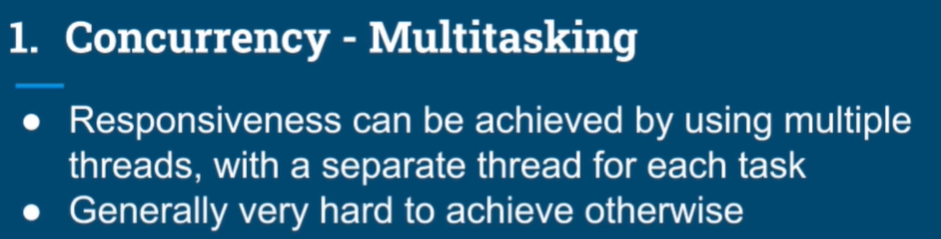 1. Concurrency - Multitasking
● Responsiveness can be achieved by using multiple
threads, with a separate thread for each task
● Generally very hard to achieve otherwise